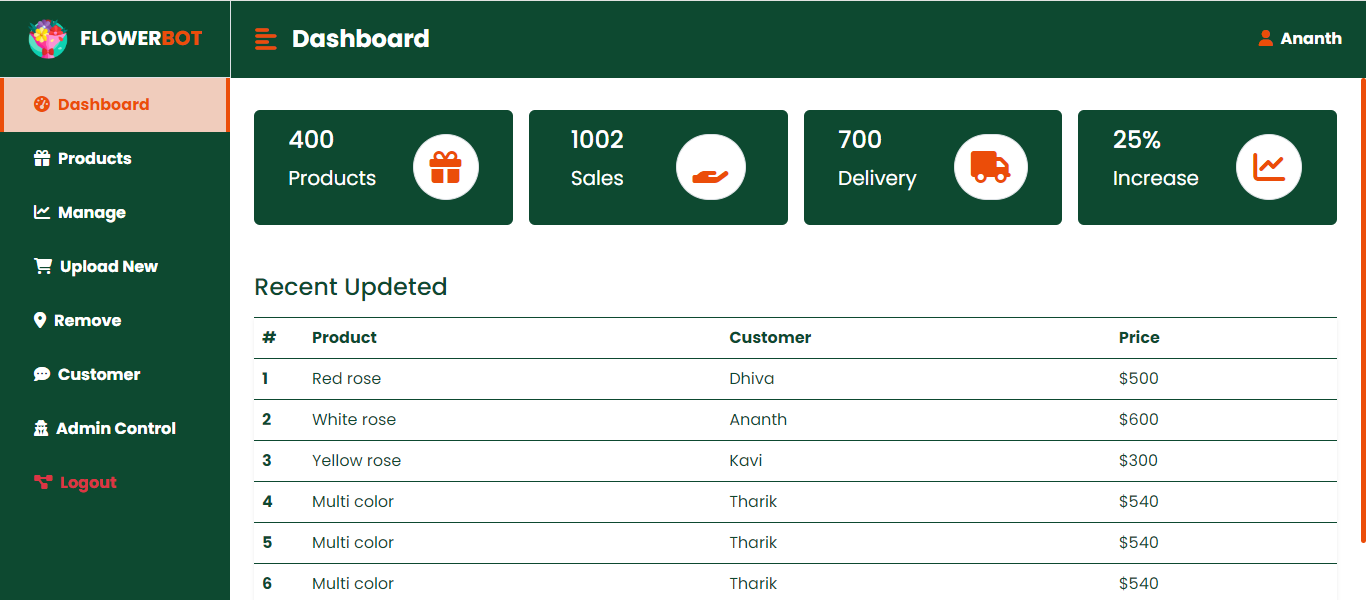 FLOWERBOT
Dashboard
Ananth
Dashboard
Products
Manage
Upload New
Remove
Customer
Admin Control
Logout
400
Products
1002
Sales
700
Delivery
25%
Increase
Recent Updeted
# Product Customer Price
1 Red rose Dhiva $500
2 White rose Ananth $600
3 Yellow rose Kavi $300
4 Multi color Tharik $540
5 Multi color Tharik $540
6 Multi color Tharik $540